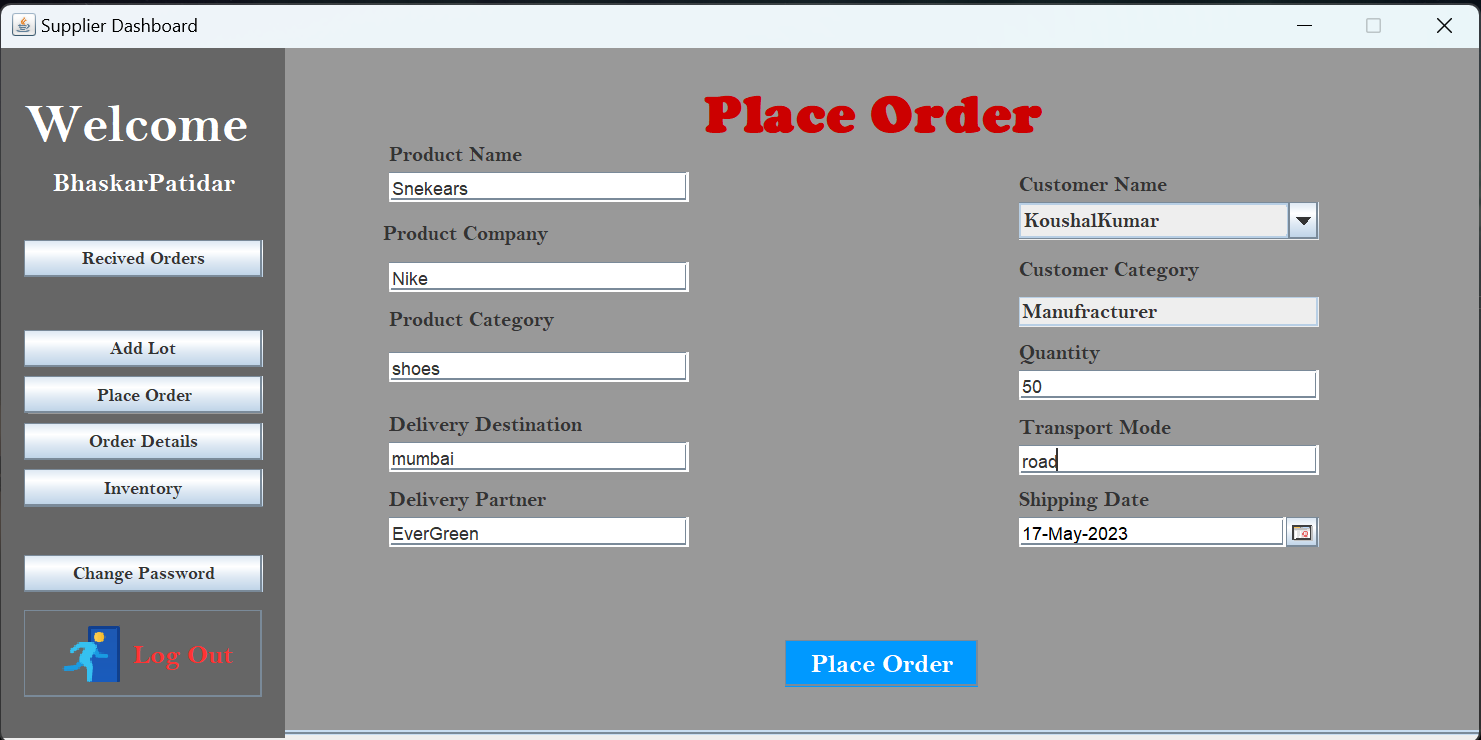 Supplier Dashboard
Welcome
BhaskarPatidar
Recived Orders
Add Lot
Place Order
Order Details
Inventory
Change Password
Log Out
Place Order
Product Name
Snekears
Product Company
Nike
Product Category
shoes
Delivery Destination
mumbai
Delivery Partner
EverGreen
Customer Name
KoushalKumar
Customer Category
Manufracturer
Quantity
50
Transport Mode
road
Shipping Date
17-May-2023
Place Order